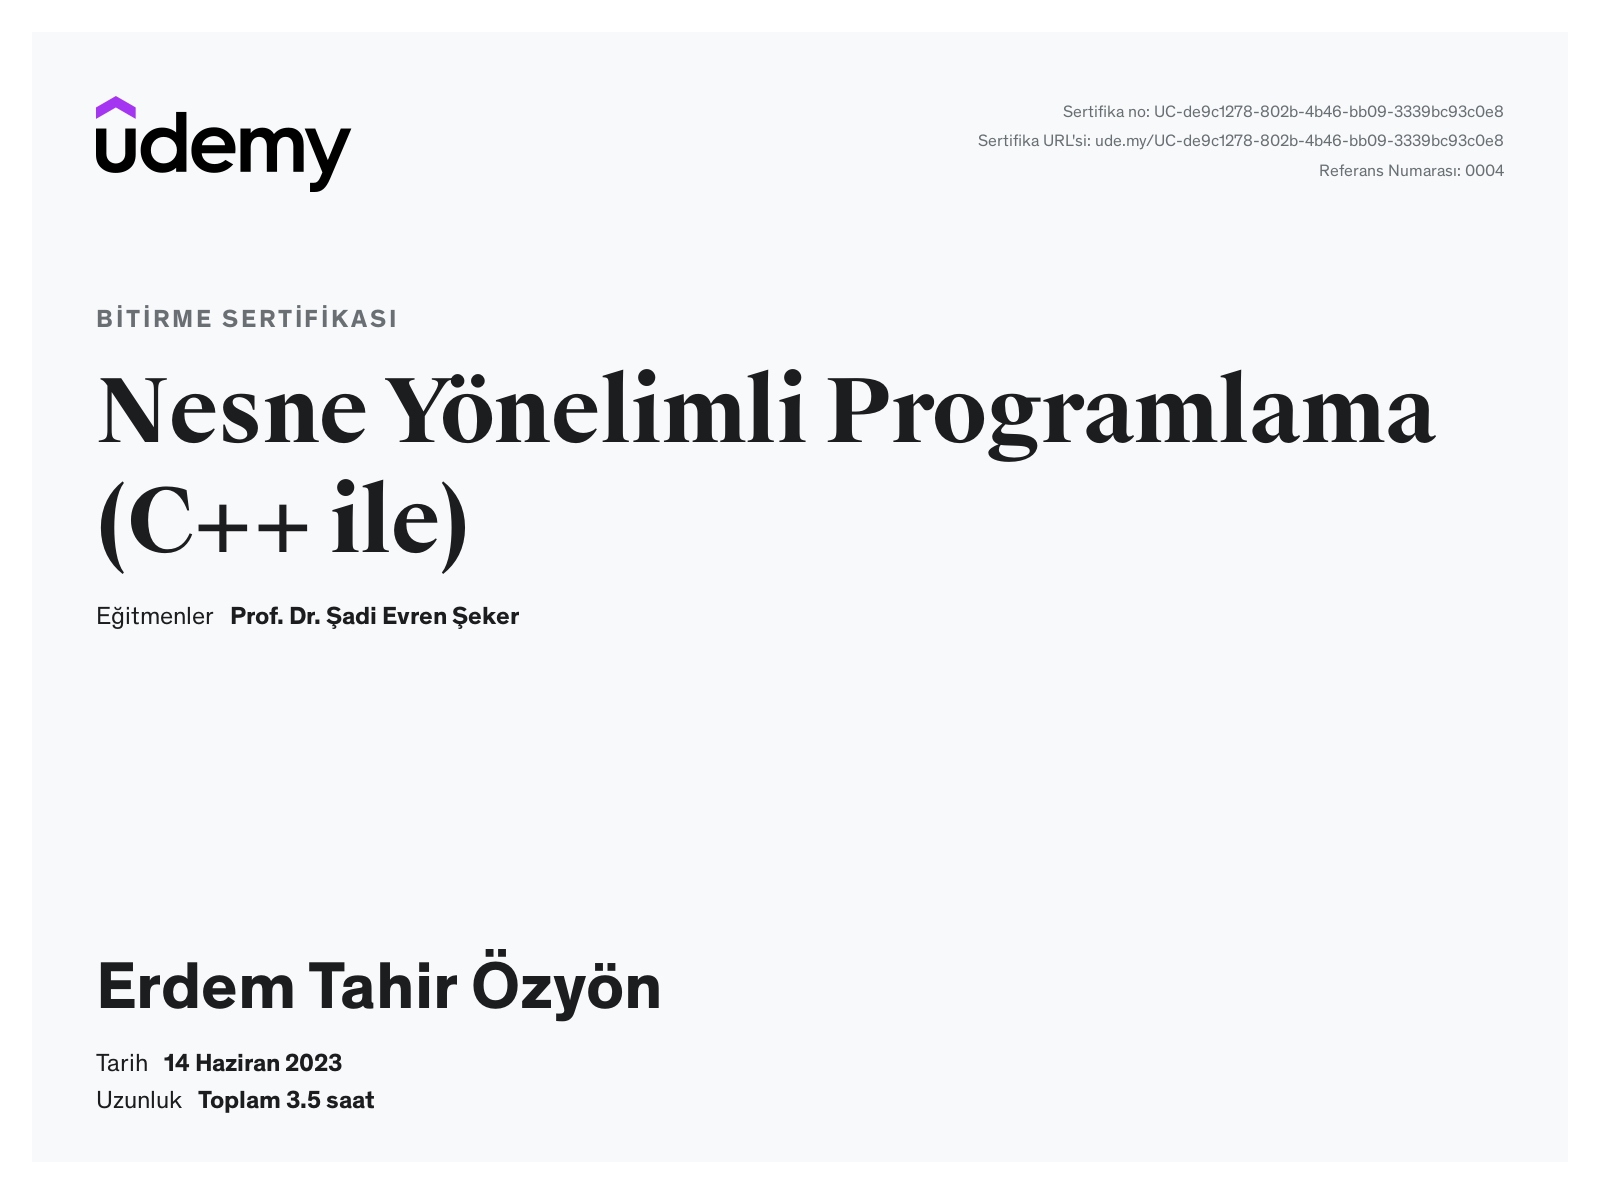 udemy
Sertifika no: UC-de9c1278-802b-4b46-bb09-3339bc93c0e8
Sertifika URL'si: ude.my/UC-de9c1278-802b-4b46-bb09-3339bc93c0e8
Referans Numarası: 0004
BİTİRME SERTİFİKASI
Nesne Yönelimli Programlama
(C++ ile)
Eğitmenler Prof. Dr. Şadi Evren Şeker
Erdem Tahir Özyön
Tarih 14 Haziran 2023
Uzunluk Toplam 3.5 saat